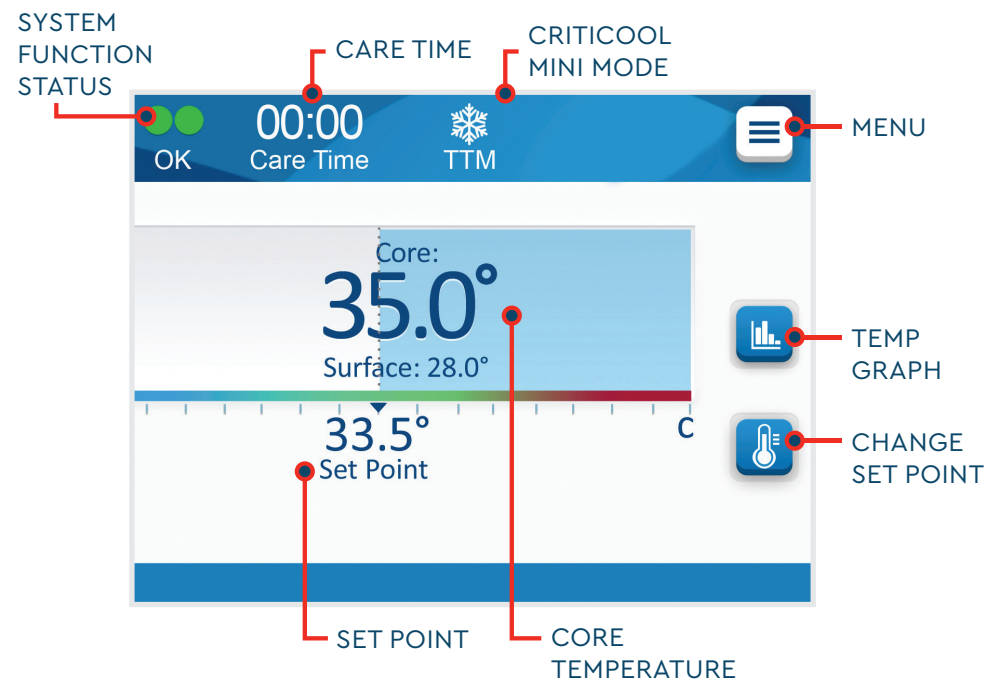 SYSTEM
FUNCTION
STATUS
CARE TIME
CRITICOOL
MINI MODE
OK
00:00
Care Time
TTM
MENU
Core:
35.0°
Surface: 28.0°
TEMP
GRAPH
33.5°
C
Set Point
CHANGE
SET POINT
SET POINT
CORE
TEMPERATURE